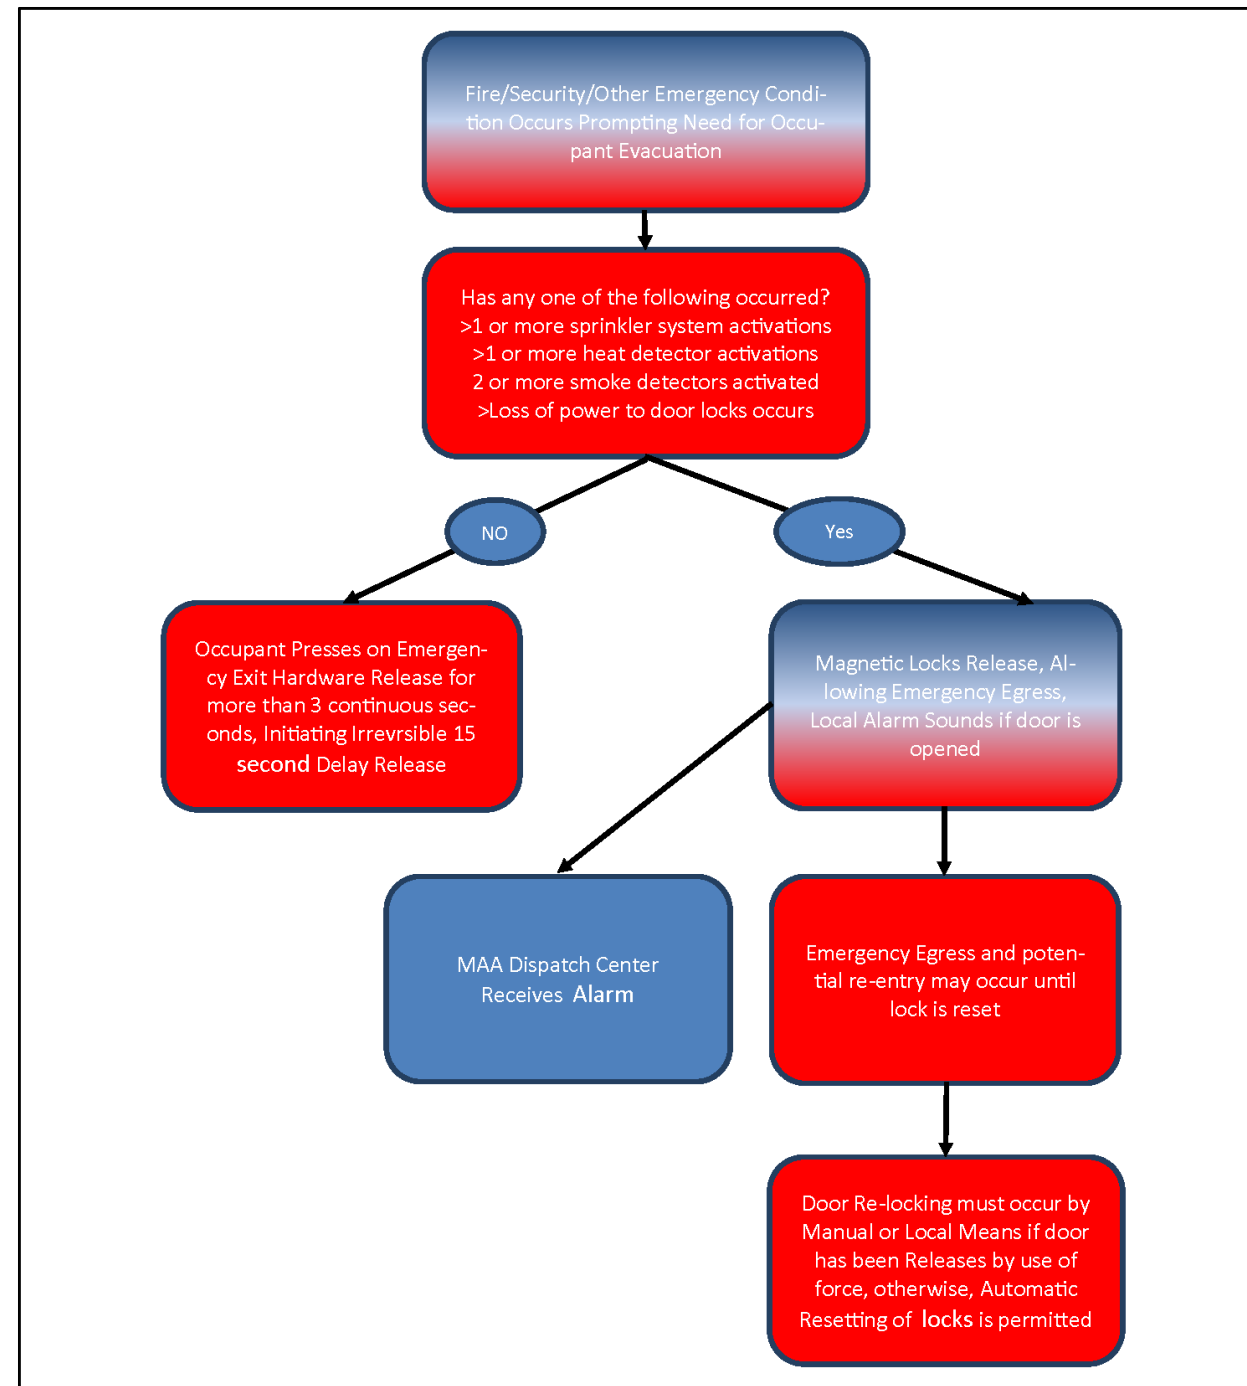 Fire/Security/Other Emergency Condi-
tion Occurs Prompting Need for Occu-
pant Evacuation
Has any one of the following occurred?
>1 or more sprinkler system activations
>1 or more heat detector activations
2 or more smoke detectors activated
>Loss of power to door locks occurs
NO
Yes
Occupant Presses on Emergen-
cy Exit Hardware Release for
more than 3 continuous sec-
onds, Initiating Irrevrsible 15
second Delay Release
Magnetic Locks Release, Al-
lowing Emergency Egress,
Local Alarm Sounds if door is
opened
MAA Dispatch Center
Receives Alarm
Emergency Egress and poten-
tial re-entry may occur until
lock is reset
Door Re-locking must occur by
Manual or Local Means if door
has been Releases by use of
force, otherwise, Automatic
Resetting of locks is permitted